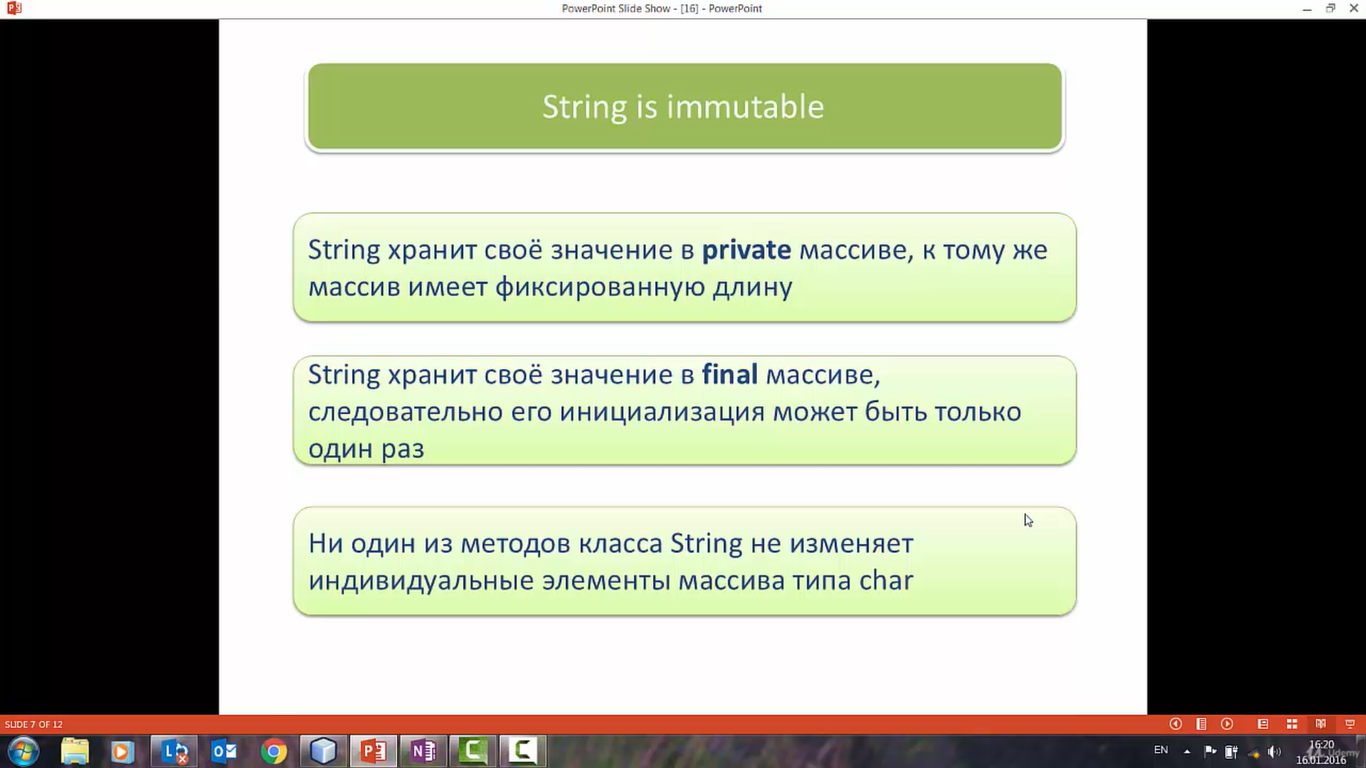 PowerPoint Slide Show - [16] - PowerPoint
String is immutable
String хранит своё значение в private массиве, к тому же
массив имеет фиксированную длину
String хранит своё значение в final массиве,
следовательно его инициализация может быть только
один раз
Ни один из методов класса String не изменяет
индивидуальные элементы массива типа char
SLIDE 7 OF 12
EN
16:20
16.01.2016
Udemy